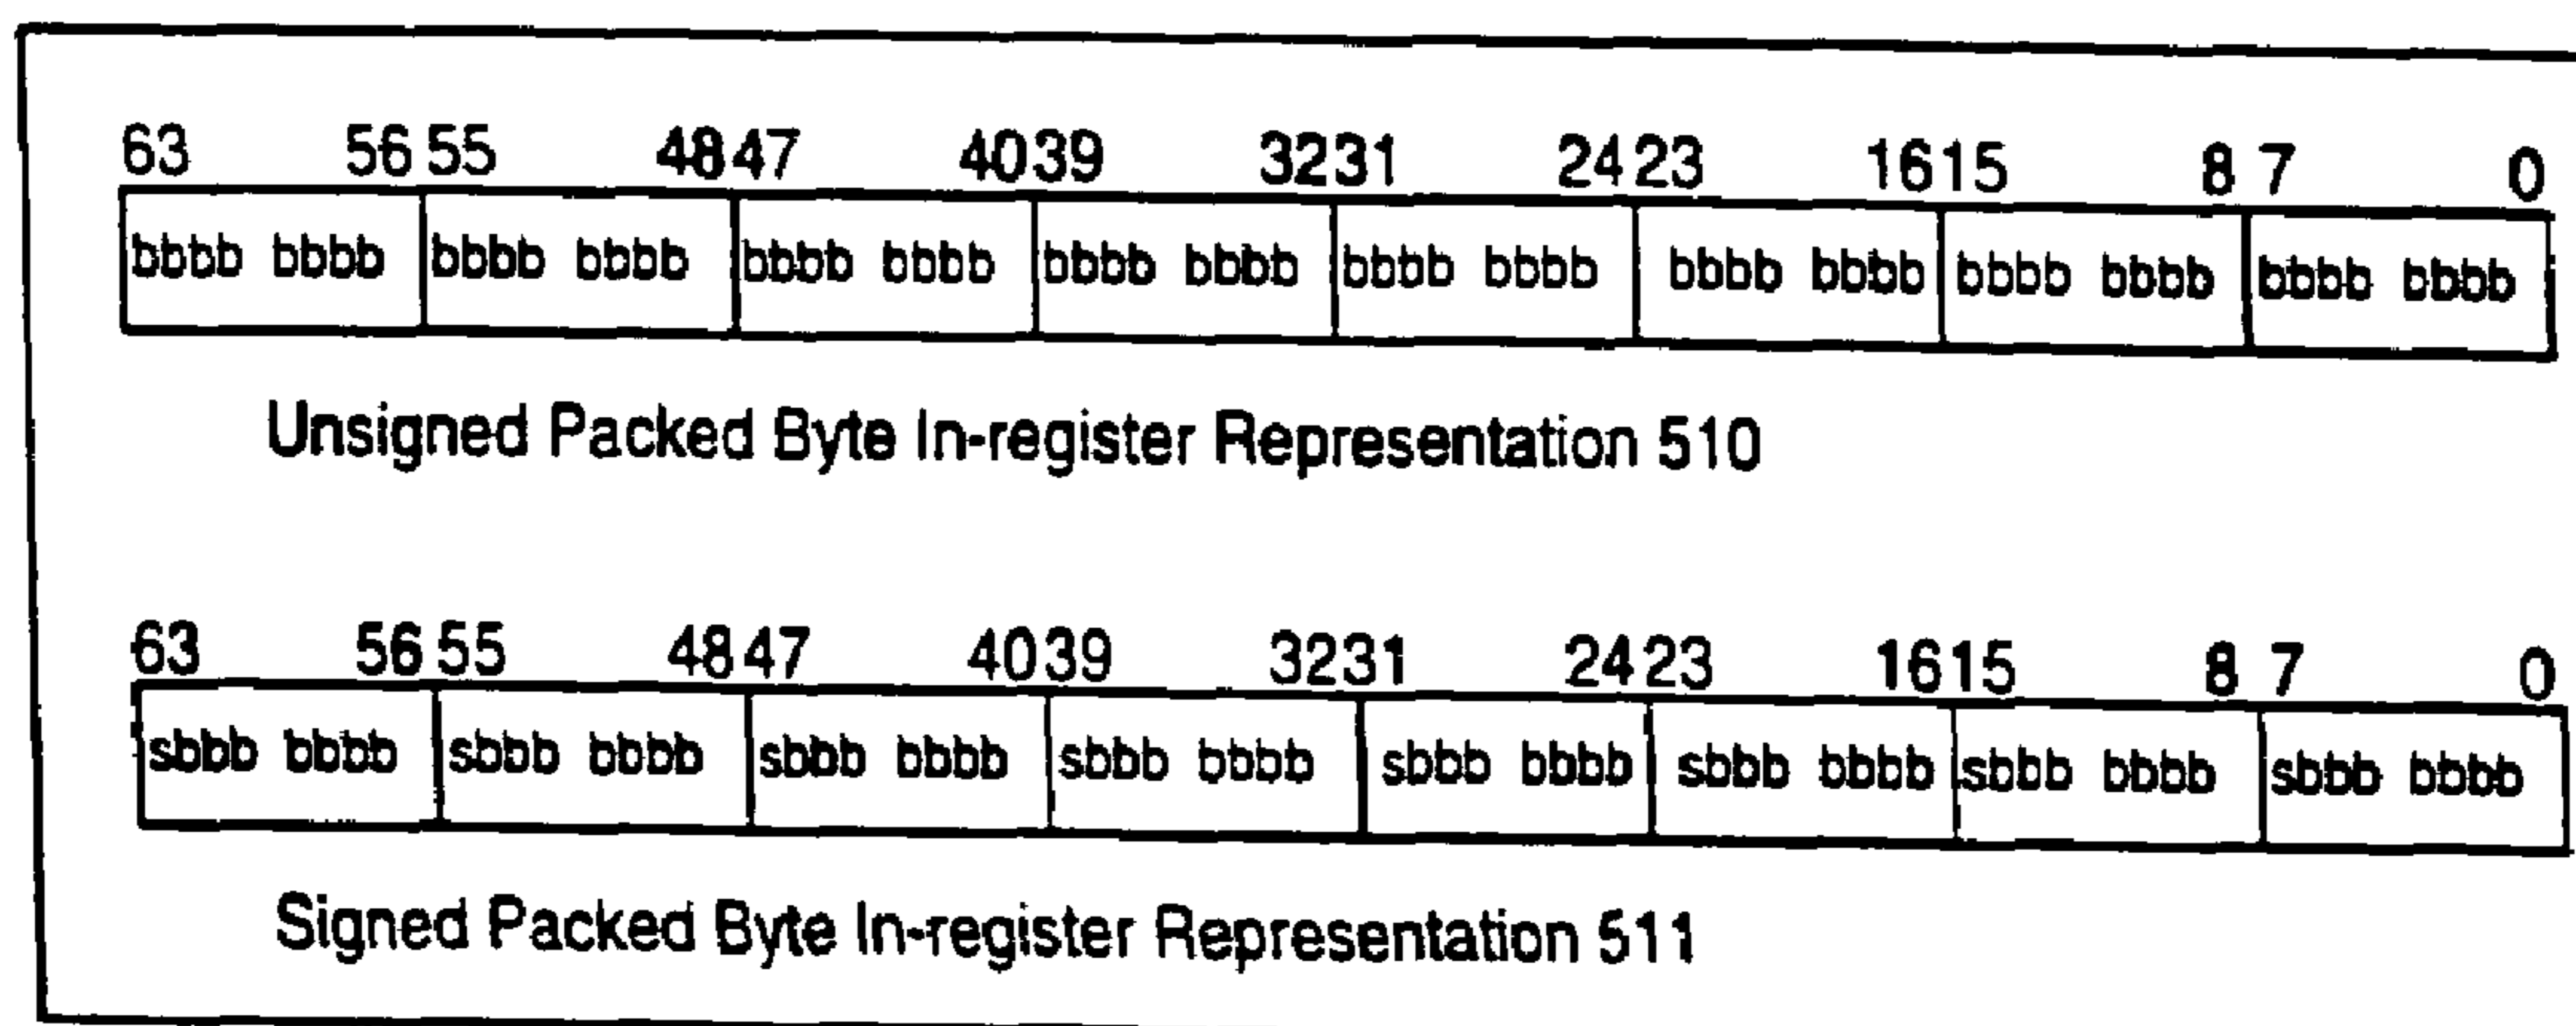 63 56 55 48 47 40 39 32 31 24 23 16 15 8 7 0
bbbb bbbb bbbb bbbb bbbb bbbb bbbb bbbb bbbb bbbb bbbb bbbb bbbb bbbb bbbb bbbb
Unsigned Packed Byte In-register Representation 510
63 56 55 48 47 40 39 32 31 24 23 16 15 8 7 0
sbbb bbbb sbbb bbbb sbbb bbbb sbbb bbbb sbbb bbbb sbbb bbbb sbbb bbbb sbbb bbbb
Signed Packed Byte In-register Representation 511